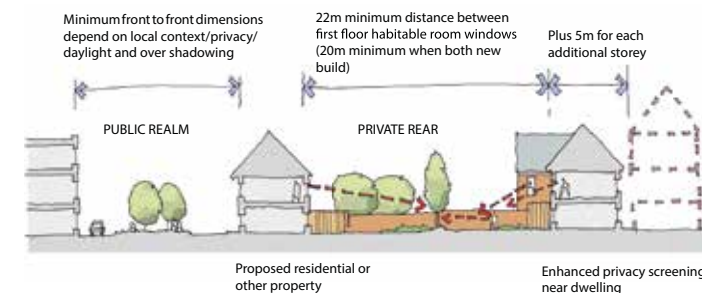 Minimum front to front dimensions
depend on local context/privacy/
daylight and over shadowing
22m minimum distance between
first floor habitable room windows
(20m minimum when both new
build)
Plus 5m for each
additional storey
PUBLIC REALM
PRIVATE REAR
Proposed residential or
other property
Enhanced privacy screening
near dwelling